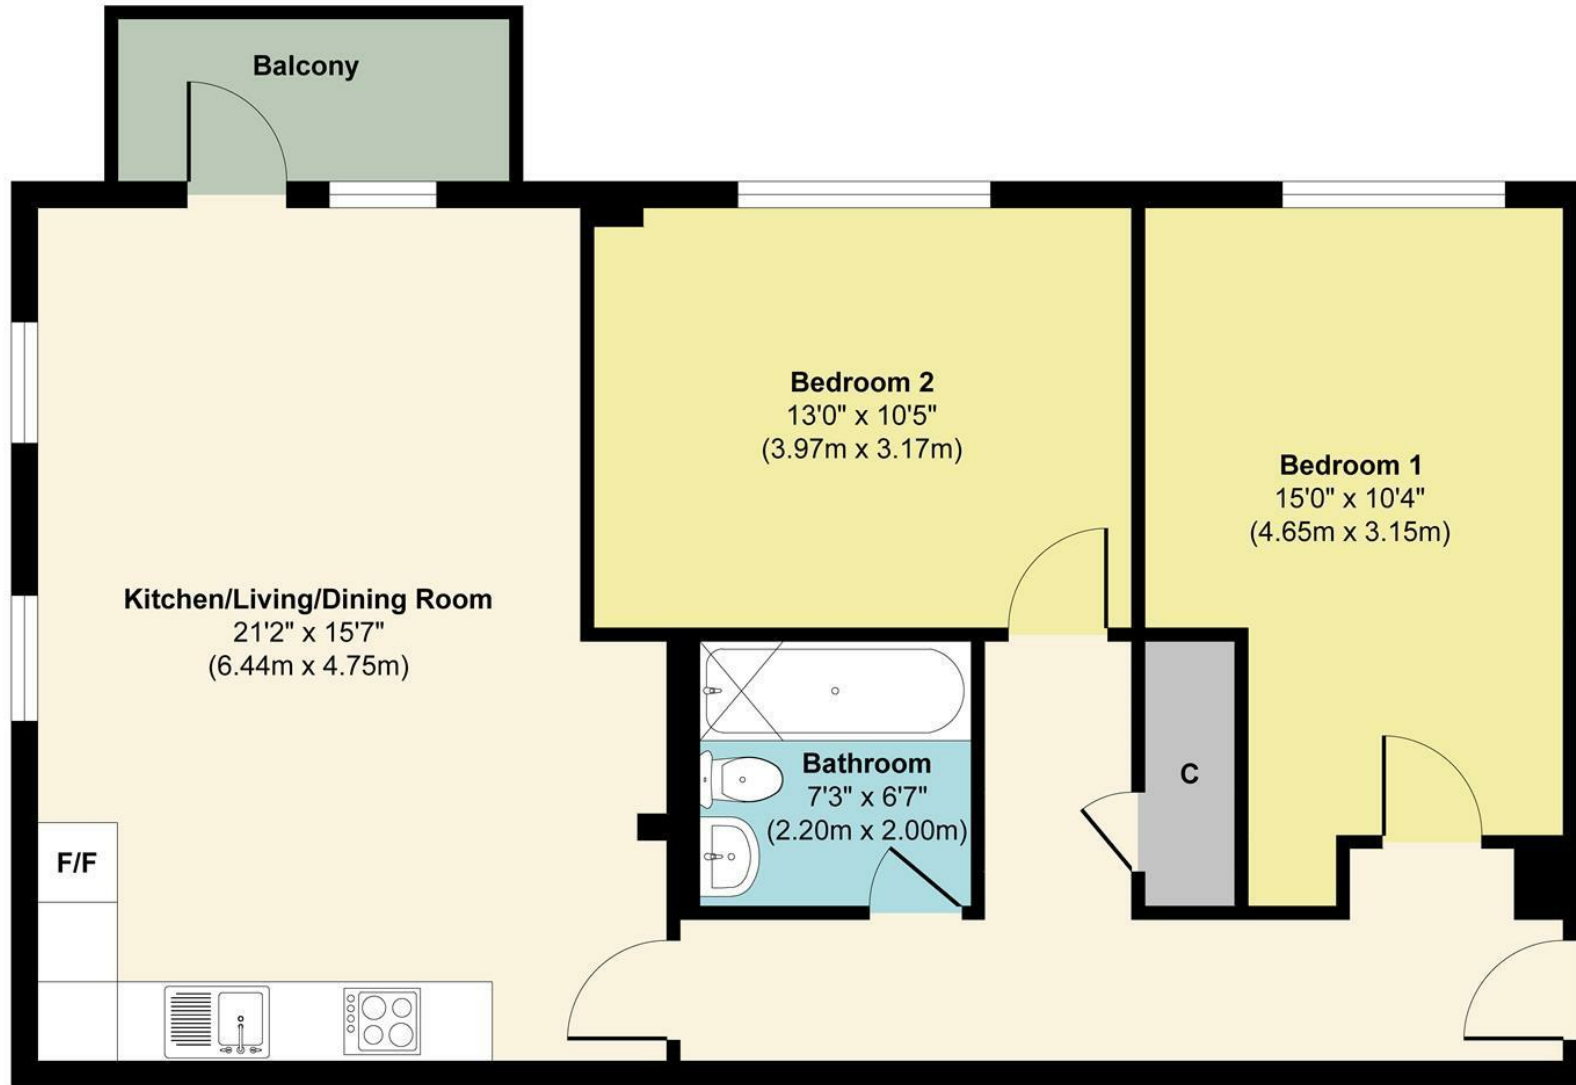 Balcony
Bedroom 2
13'0" x 10'5"
(3.97m x 3.17m)
Bedroom 1
15'0" x 10'4"
(4.65m x 3.15m)
Kitchen/Living/Dining Room
21'2" x 15'7"
(6.44m x 4.75m)
Bathroom
7'3" x 6'7"
(2.20m x 2.00m)
C
F/F